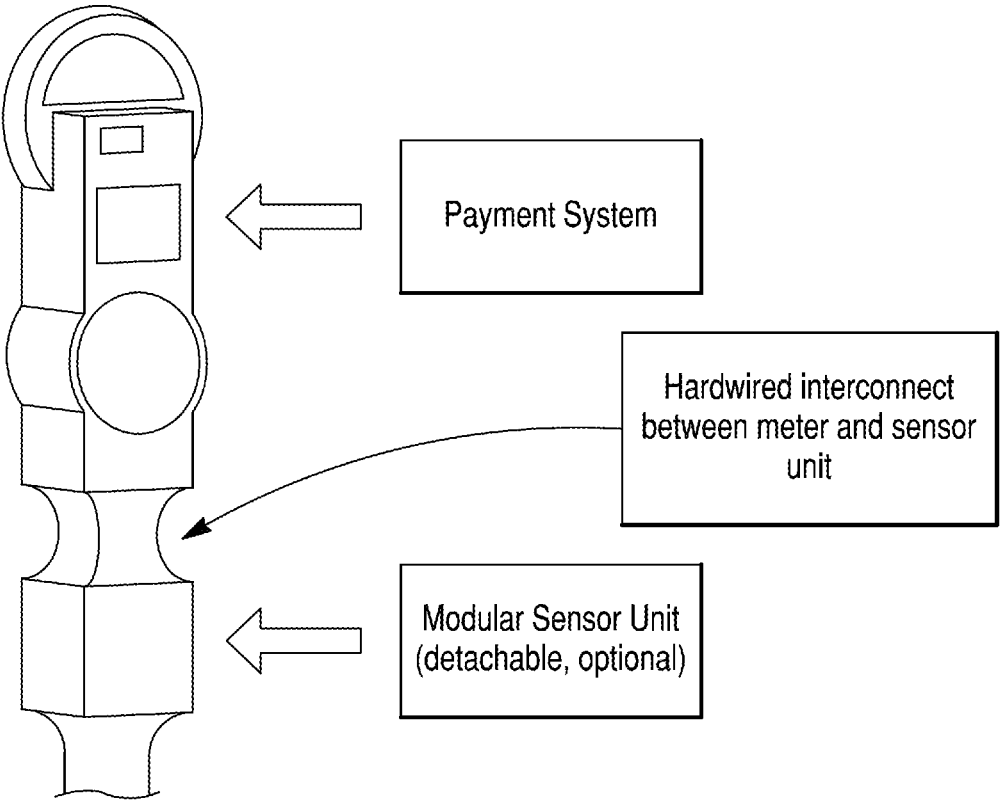 Payment System
Hardwired interconnect
between meter and sensor
unit
Modular Sensor Unit
(detachable, optional)